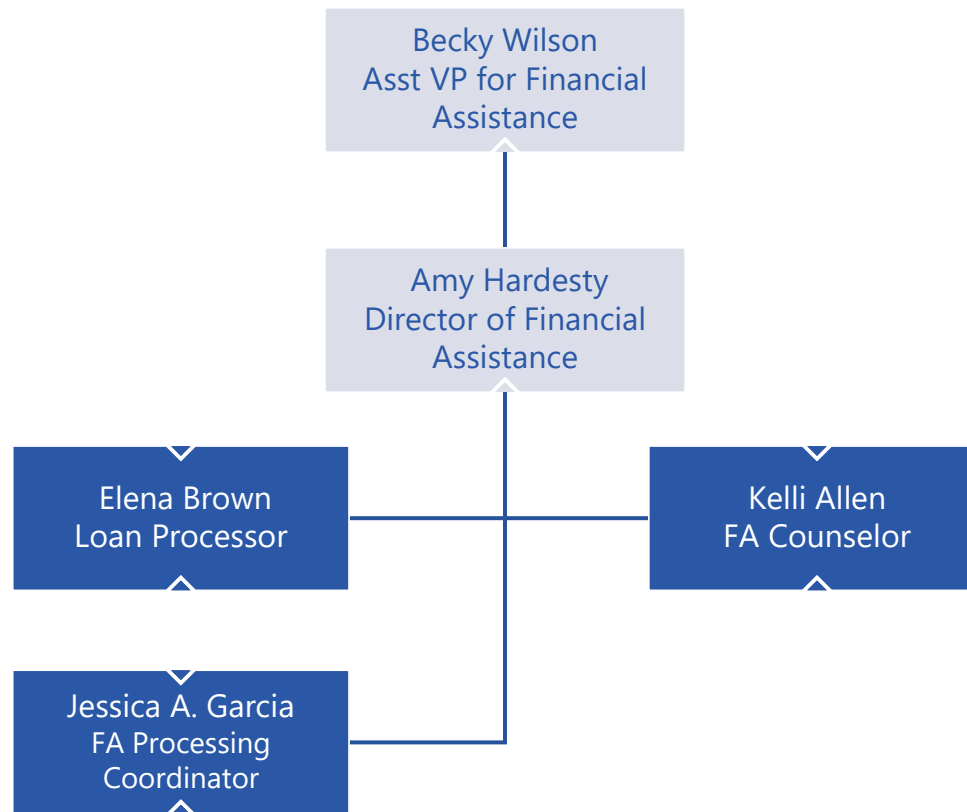 Becky Wilson
Asst VP for Financial
Assistance
Amy Hardesty
Director of Financial
Assistance
Elena Brown
Loan Processor
Kelli Allen
FA Counselor
Jessica A. Garcia
FA Processing
Coordinator